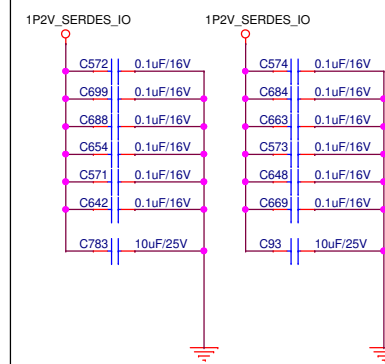 1P2V_SERDES_IO 1P2V_SERDES_IO
C572 0.1uF/16V C574 0.1uF/16V
C699 0.1uF/16V C684 0.1uF/16V
C688 0.1uF/16V C663 0.1uF/16V
C654 0.1uF/16V C573 0.1uF/16V
C571 0.1uF/16V C648 0.1uF/16V
C642 0.1uF/16V C669 0.1uF/16V
C783 10uF/25V C93 10uF/25V